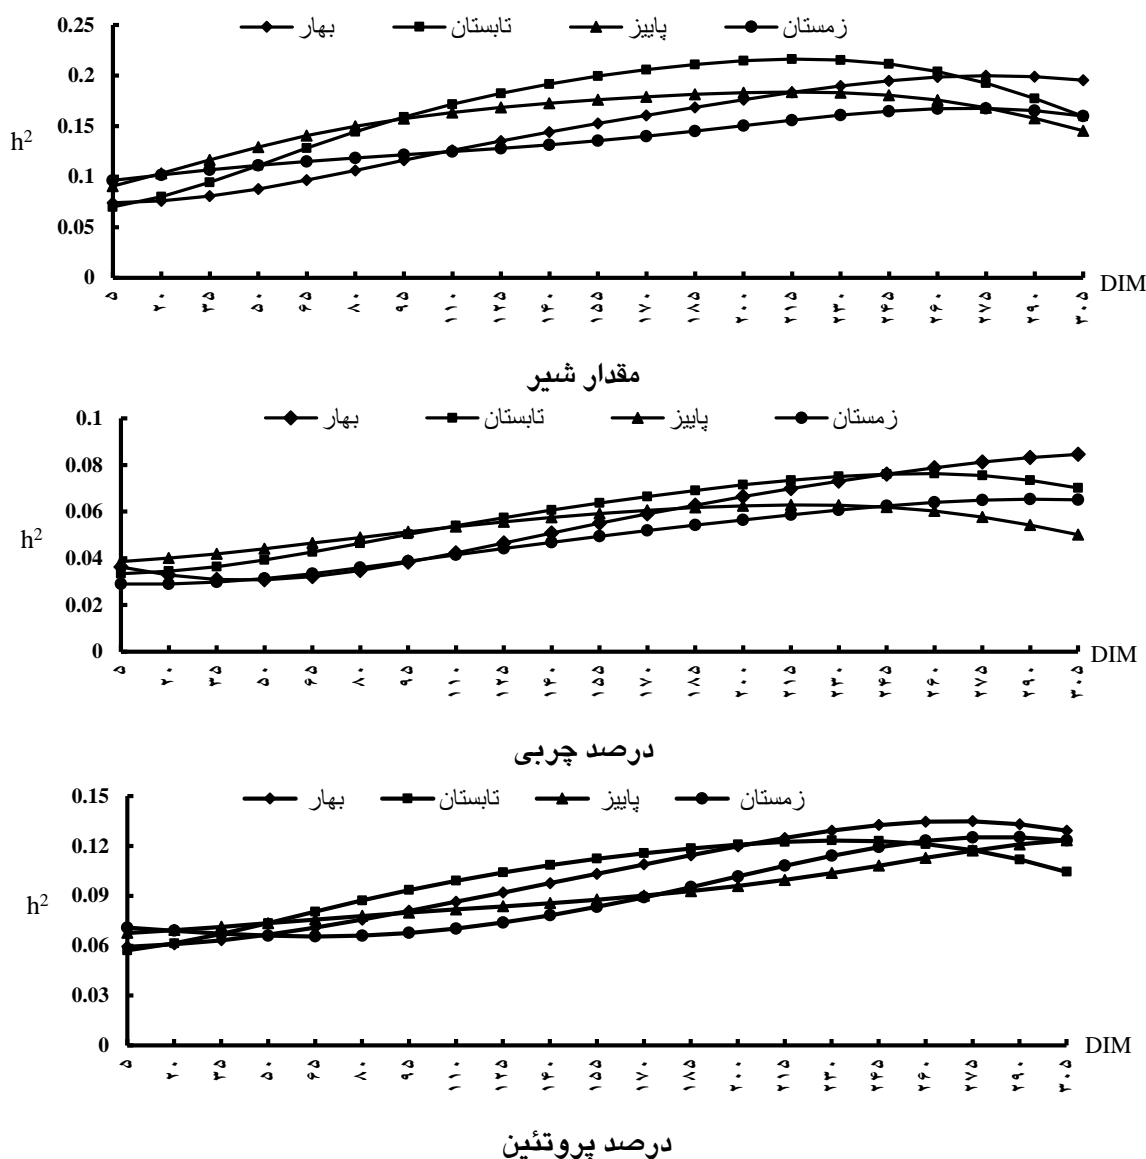 0.25
0.2
0.15
0.1
0.05
0
h²
بهار تابستان پاییز زمستان
۵ ۲۰ ۳۵ ۵۰ ۶۵ ۸۰ ۹۵ ۱۱۰ ۱۲۵ ۱۴۰ ۱۵۵ ۱۷۰ ۱۸۵ ۲۰۰ ۲۱۵ ۲۳۰ ۲۴۵ ۲۶۰ ۲۷۵ ۲۹۰ ۳۰۵
DIM
مقدار شیر
0.1
0.08
0.06
0.04
0.02
0
h²
بهار تابستان پاییز زمستان
۵ ۲۰ ۳۵ ۵۰ ۶۵ ۸۰ ۹۵ ۱۱۰ ۱۲۵ ۱۴۰ ۱۵۵ ۱۷۰ ۱۸۵ ۲۰۰ ۲۱۵ ۲۳۰ ۲۴۵ ۲۶۰ ۲۷۵ ۲۹۰ ۳۰۵
DIM
درصد چربی
0.15
0.12
0.09
0.06
0.03
0
h²
بهار تابستان پاییز زمستان
۵ ۲۰ ۳۵ ۵۰ ۶۵ ۸۰ ۹۵ ۱۱۰ ۱۲۵ ۱۴۰ ۱۵۵ ۱۷۰ ۱۸۵ ۲۰۰ ۲۱۵ ۲۳۰ ۲۴۵ ۲۶۰ ۲۷۵ ۲۹۰ ۳۰۵
DIM
درصد پروتئین